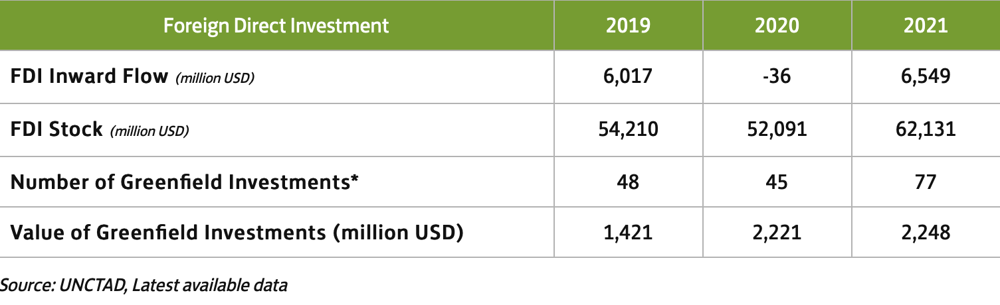 Foreign Direct Investment 2019 2020 2021
FDI Inward Flow (million USD) 6,017 -36 6,549
FDI Stock (million USD) 54,210 52,091 62,131
Number of Greenfield Investments* 48 45 77
Value of Greenfield Investments (million USD) 1,421 2,221 2,248
Source: UNCTAD, Latest available data